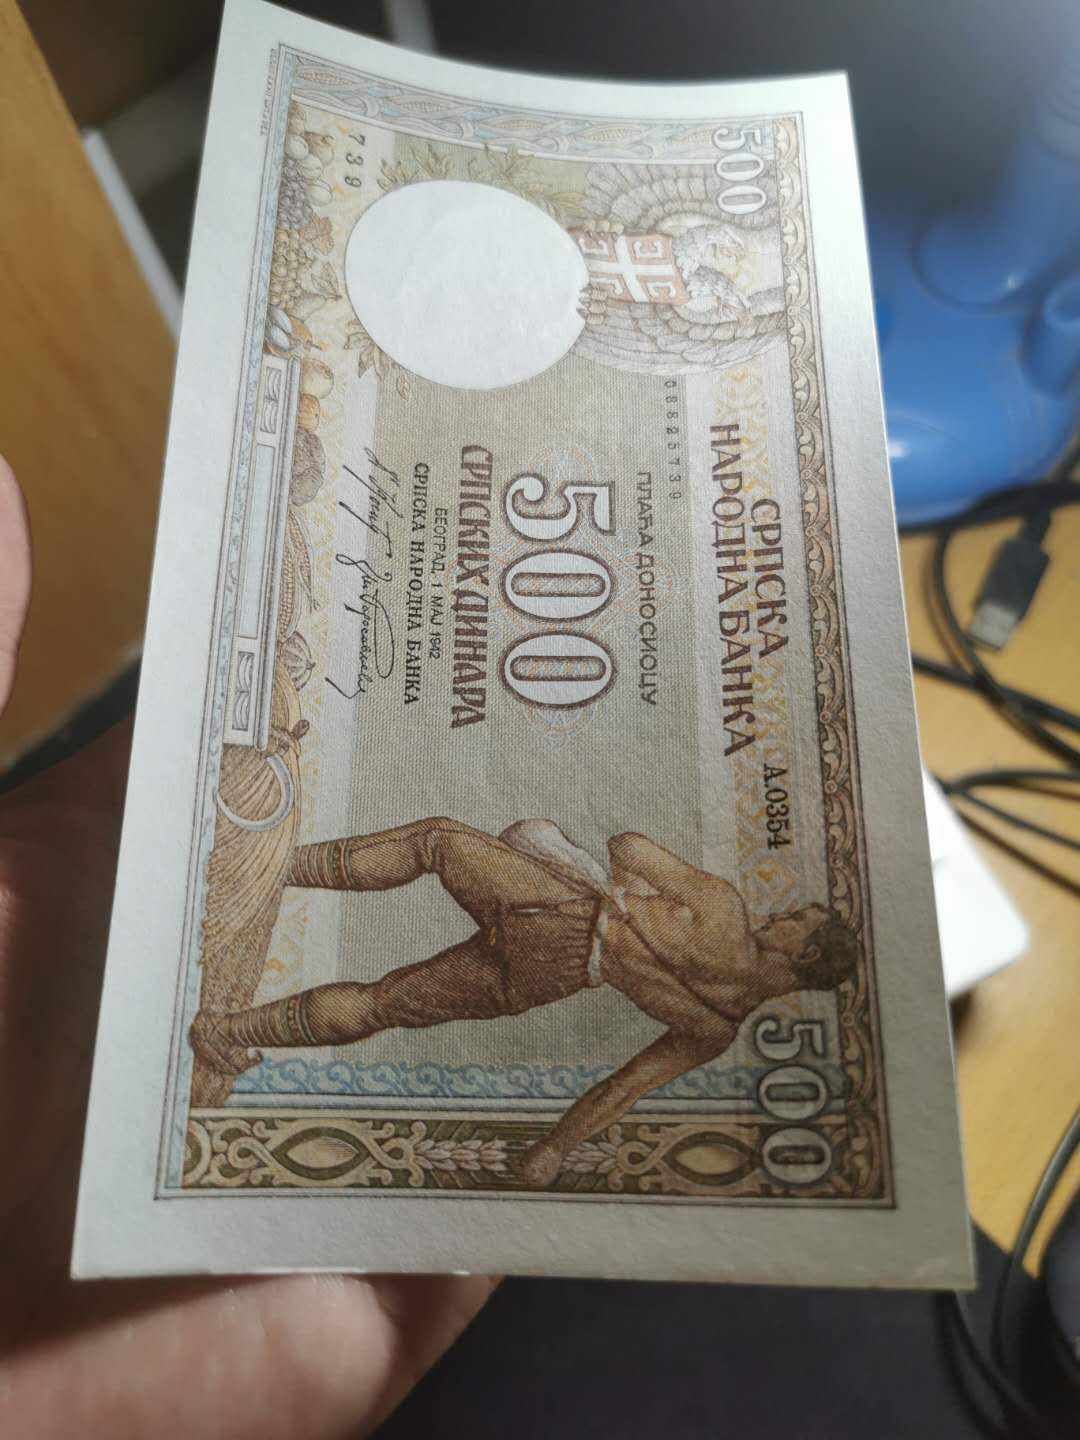 500
СРПСКА
НАРОДНА БАНКА
A.0354
500
08825739
ПЛАЋА ДОНОСИОЦУ
500
СРПСКИХ ДИНАРА
БЕОГРАД, 1 МАЈ 1942
СРПСКА НАРОДНА БАНКА
739